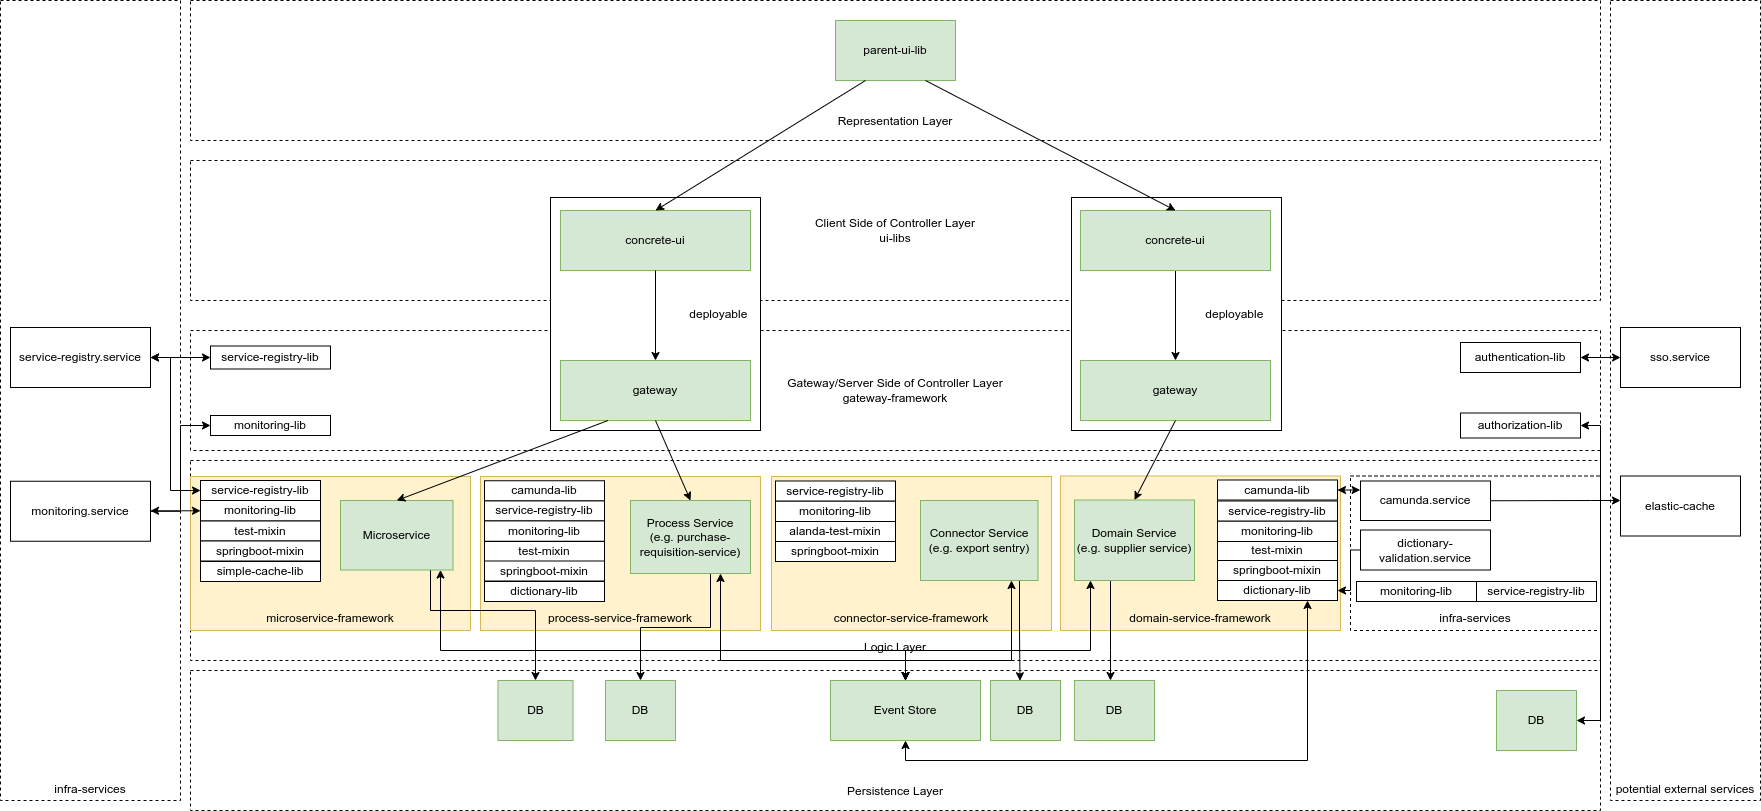 parent-ui-lib
Representation Layer
concrete-ui
Client Side of Controller Layer
ui-libs
concrete-ui
deployable
deployable
service-registry.service
service-registry-lib
authentication-lib
sso.service
gateway
Gateway/Server Side of Controller Layer
gateway-framework
gateway
monitoring-lib
authorization-lib
monitoring.service
service-registry-lib
monitoring-lib
test-mixin
springboot-mixin
simple-cache-lib
Microservice
microservice-framework
camunda-lib
service-registry-lib
monitoring-lib
test-mixin
springboot-mixin
dictionary-lib
Process Service
(e.g. purchase-
requisition-service)
process-service-framework
service-registry-lib
monitoring-lib
alanda-test-mixin
springboot-mixin
Connector Service
(e.g. export sentry)
connector-service-framework
Domain Service
(e.g. supplier service)
camunda-lib
service-registry-lib
monitoring-lib
test-mixin
springboot-mixin
dictionary-lib
domain-service-framework
camunda.service
dictionary-
validation.service
monitoring-lib
service-registry-lib
infra-services
elastic-cache
Logic Layer
DB
DB
Event Store
DB
DB
DB
infra-services
Persistence Layer
potential external services